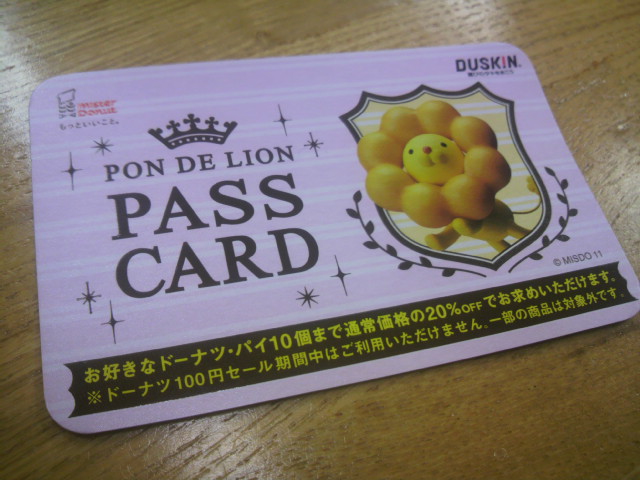 mister Donut
もっといいこと。
DUSKIN
PON DE LION
PASS
CARD
© MISDO 11
お好きなドーナツ・パイ10個まで通常価格の20%OFFでお求めいただけます。
※ドーナツ100円セール期間中はご利用いただけません。一部の商品は対象外です。